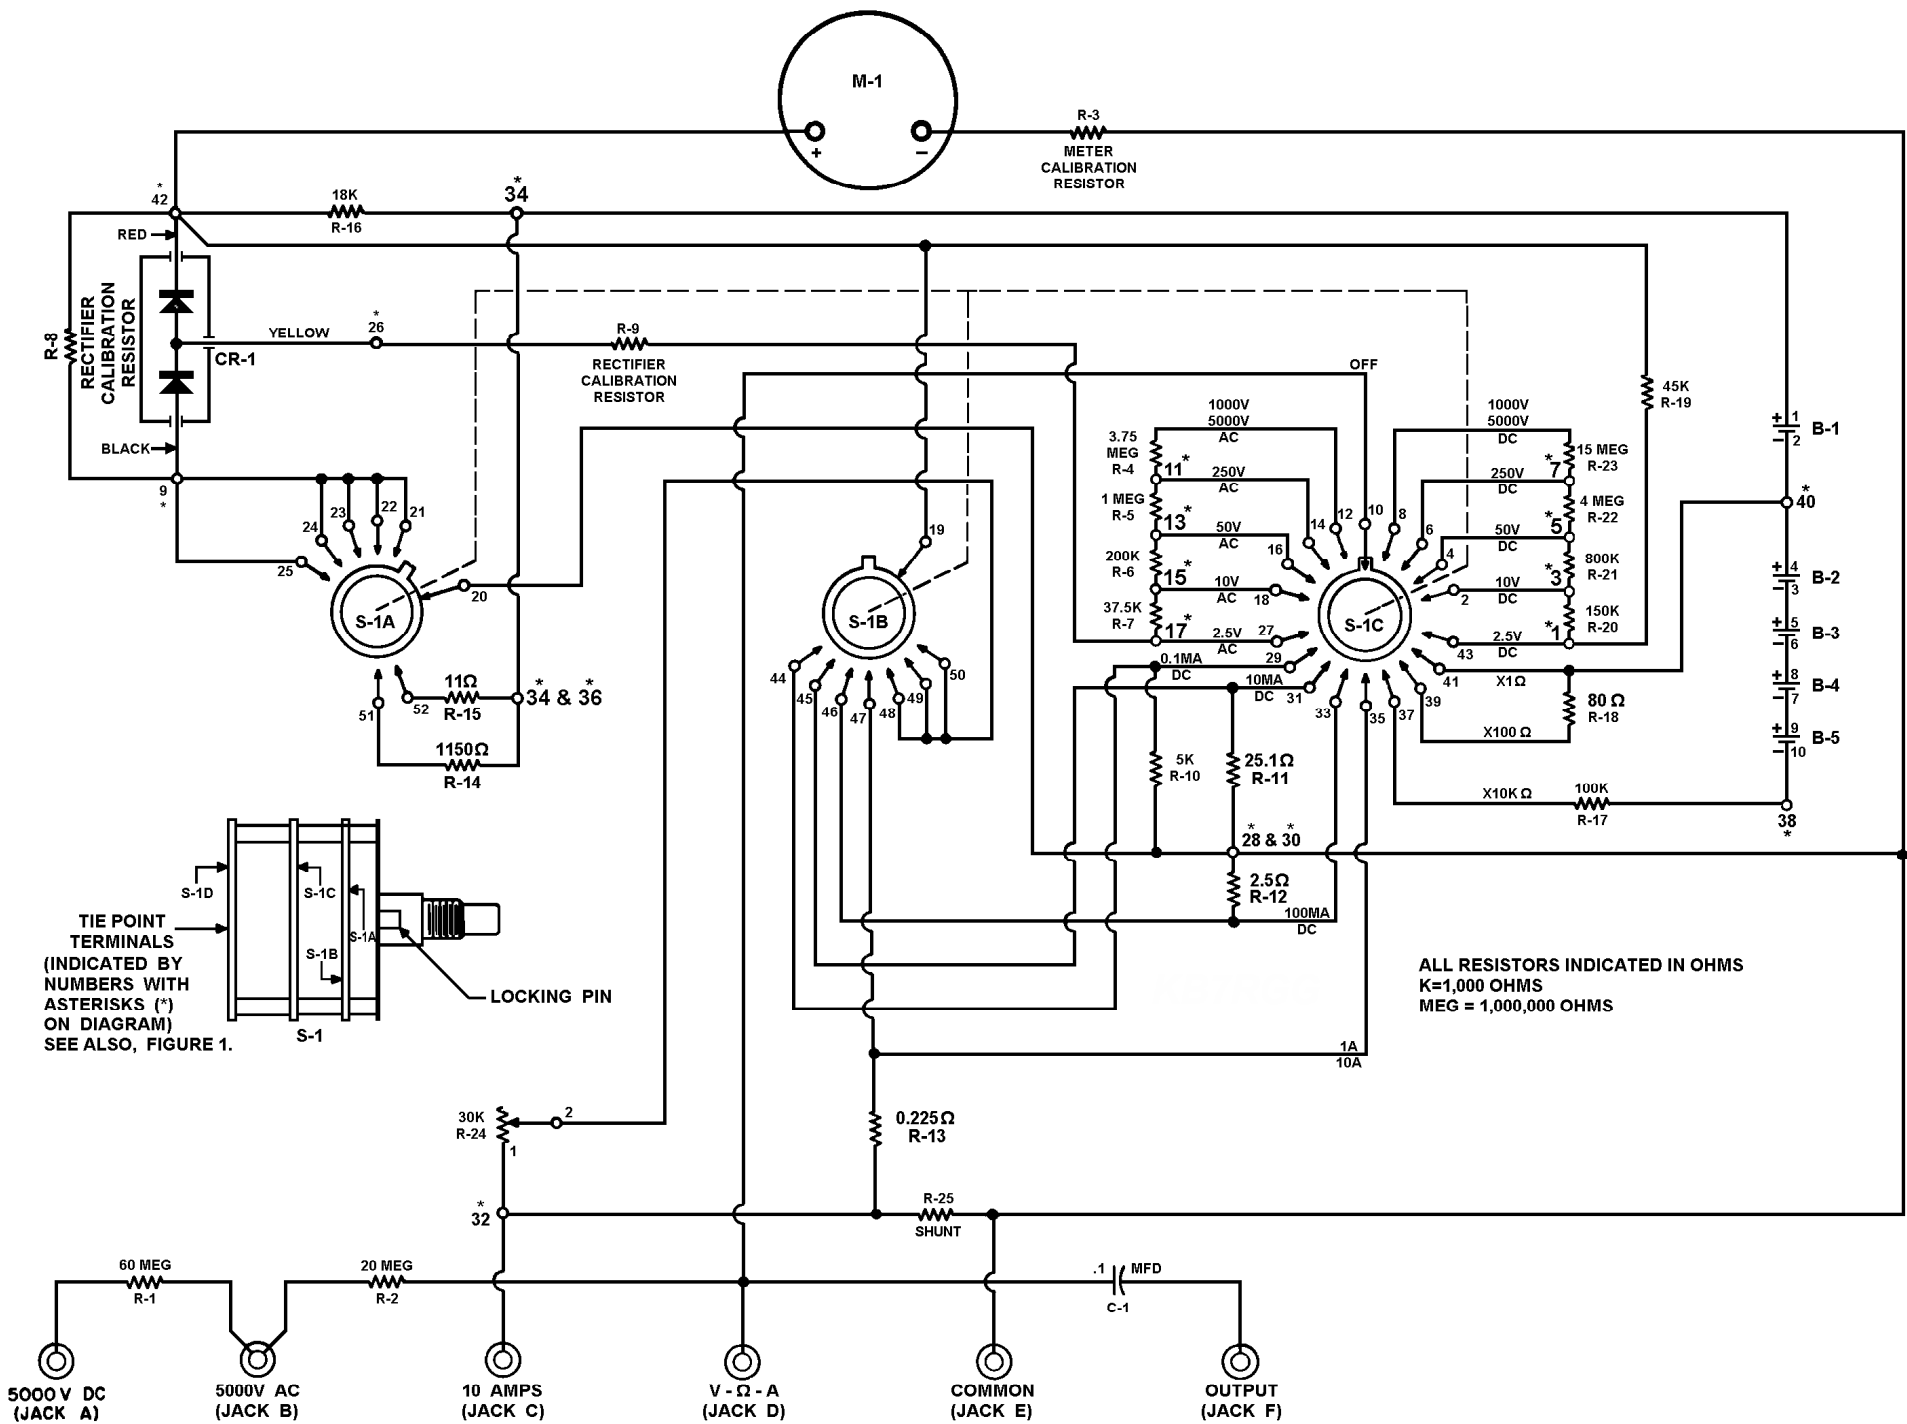 M-1
+
−
R-3
METER
CALIBRATION
RESISTOR
*
42
18K
R-16
*
34
RED
R-8
RECTIFIER
CALIBRATION
RESISTOR
YELLOW
*
26
CR-1
R-9
RECTIFIER
CALIBRATION
RESISTOR
BLACK
9
*
OFF
45K
R-19
24
23
22
21
25
20
S-1A
11Ω
R-15
*
34 & 36
*
51
52
1150Ω
R-14
19
S-1B
44
45
46
47
48
49
50
1000V
5000V
AC
3.75
MEG
R-4
11*
250V
AC
1 MEG
R-5
13*
50V
AC
200K
R-6
15*
10V
AC
37.5K
R-7
17*
2.5V
AC
0.1MA
DC
10MA
DC
14
12
10
8
6
4
2
16
18
27
29
31
33
35
37
39
41
43
S-1C
1000V
5000V
DC
15 MEG
R-23
*7
250V
DC
4 MEG
R-22
*5
50V
DC
800K
R-21
*3
10V
DC
150K
R-20
*1
2.5V
DC
X1Ω
80 Ω
R-18
X100 Ω
X10K Ω
100K
R-17
+ 1
− 2
B-1
*
40
+ 4
− 3
B-2
+ 5
− 6
B-3
+ 8
− 7
B-4
+ 9
− 10
B-5
38
*
5K
R-10
25.1Ω
R-11
*
28 & 30
*
2.5Ω
R-12
100MA
DC
1A
10A
S-1D
S-1C
S-1A
S-1B
TIE POINT
TERMINALS
(INDICATED BY
NUMBERS WITH
ASTERISKS (*)
ON DIAGRAM)
SEE ALSO, FIGURE 1.
S-1
LOCKING PIN
ALL RESISTORS INDICATED IN OHMS
K=1,000 OHMS
MEG = 1,000,000 OHMS
30K
R-24
2
1
0.225Ω
R-13
*
32
R-25
SHUNT
60 MEG
R-1
20 MEG
R-2
.1 MFD
C-1
5000 V DC
(JACK A)
5000V AC
(JACK B)
10 AMPS
(JACK C)
V - Ω - A
(JACK D)
COMMON
(JACK E)
OUTPUT
(JACK F)